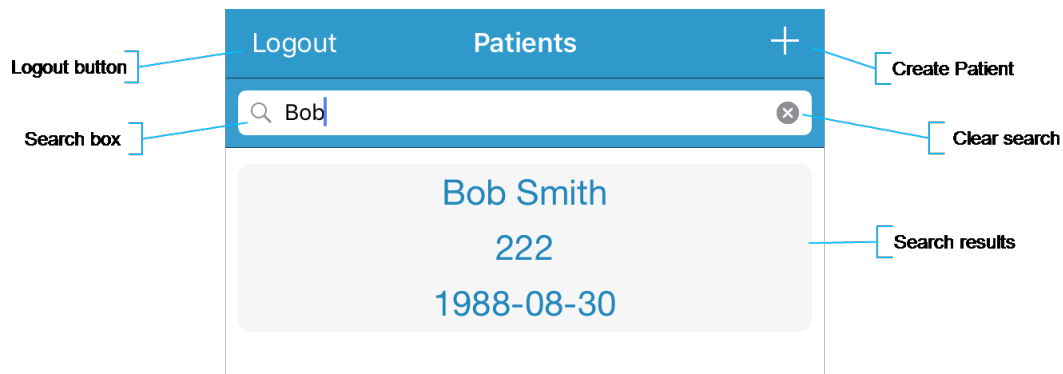 Logout Patients
Logout button
Create Patient
Bob
Search box
Clear search
Bob Smith
222
Search results
1988-08-30